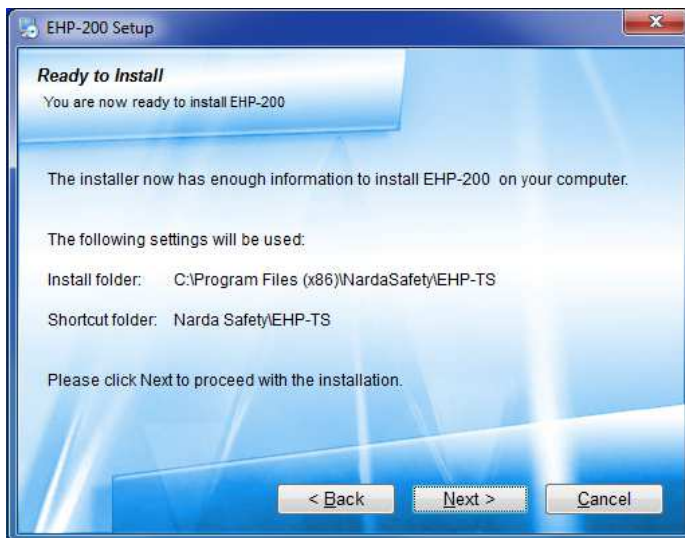 EHP-200 Setup
Ready to Install
You are now ready to install EHP-200
The installer now has enough information to install EHP-200 on your computer.
The following settings will be used:
Install folder: C:\Program Files (x86)\NardaSafety\EHP-TS
Shortcut folder: Narda Safety\EHP-TS
Please click Next to proceed with the installation.
< Back Next > Cancel